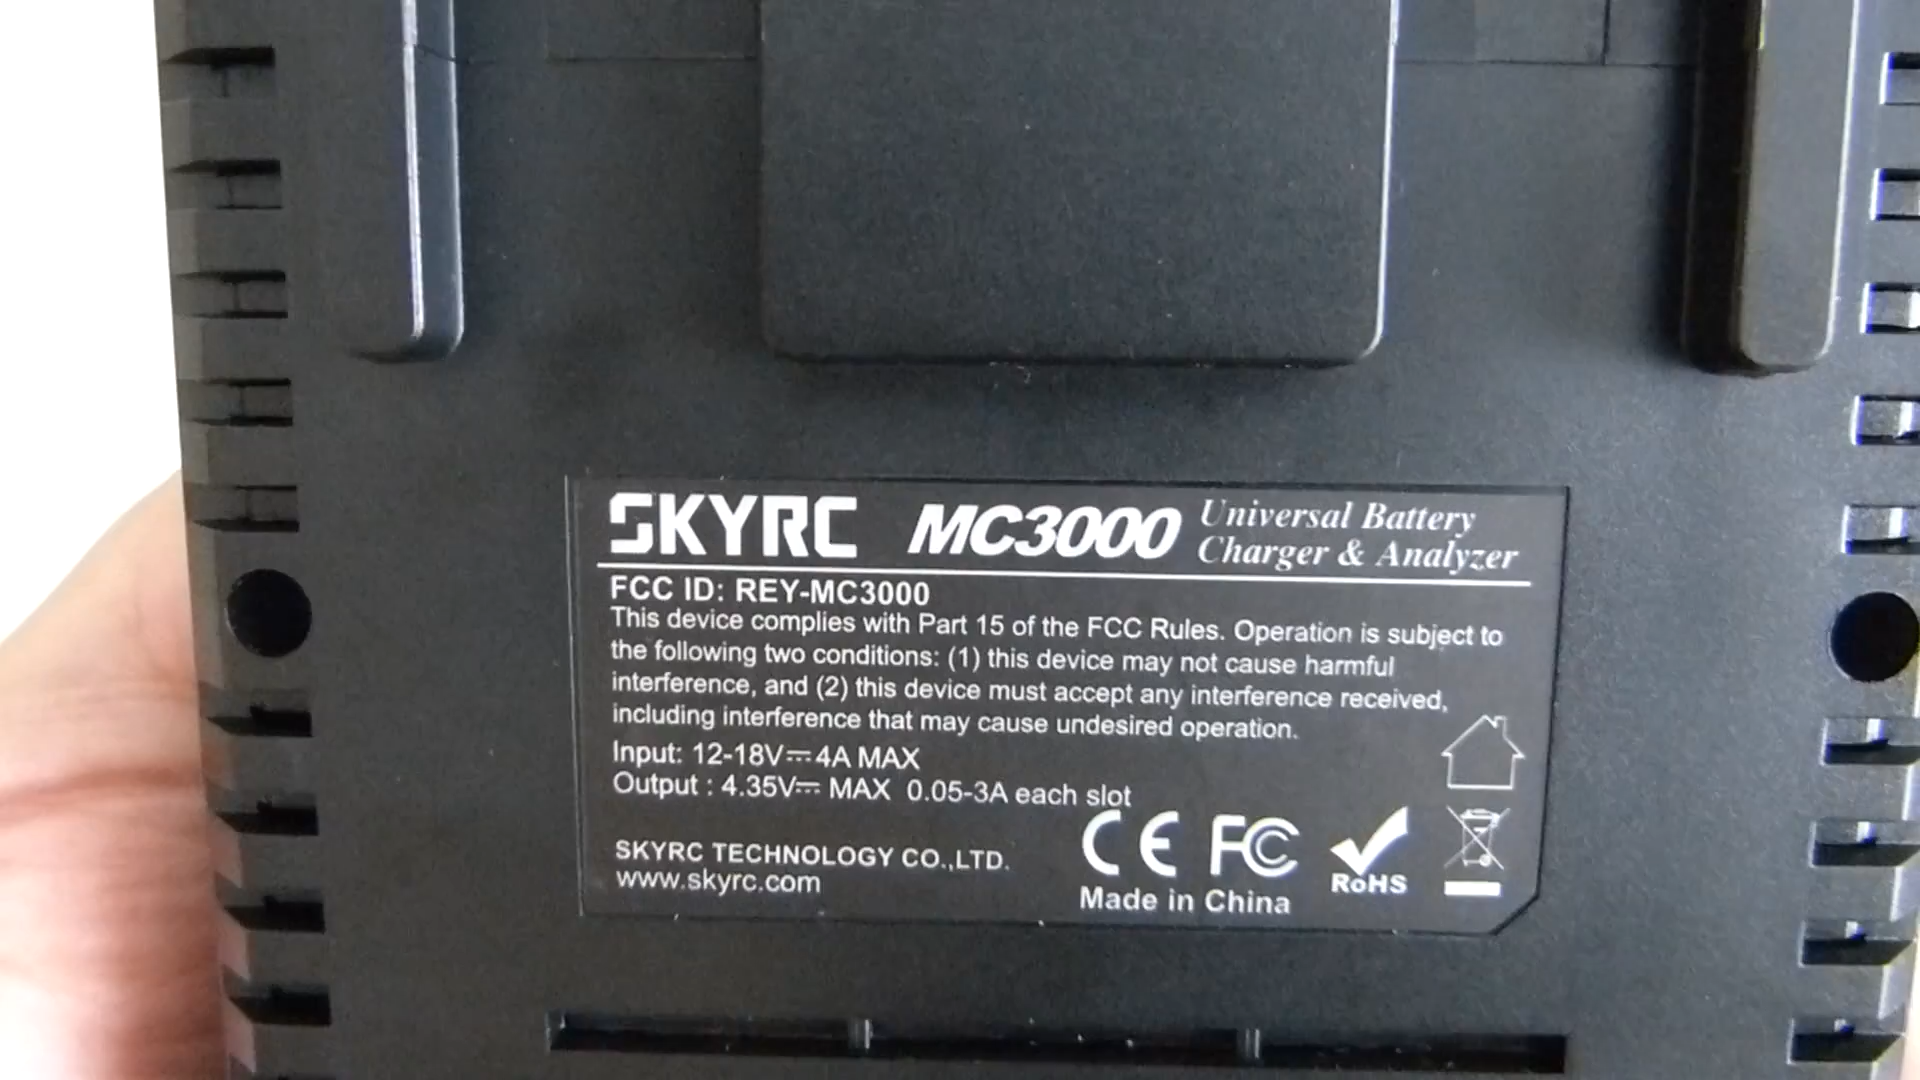 SKYRC MC3000 Universal Battery
Charger & Analyzer
FCC ID: REY-MC3000
This device complies with Part 15 of the FCC Rules. Operation is subject to
the following two conditions: (1) this device may not cause harmful
interference, and (2) this device must accept any interference received,
including interference that may cause undesired operation.
Input: 12-18V⎓4A MAX
Output : 4.35V⎓ MAX 0.05-3A each slot
SKYRC TECHNOLOGY CO.,LTD.
www.skyrc.com
CE FC
RoHS
Made in China